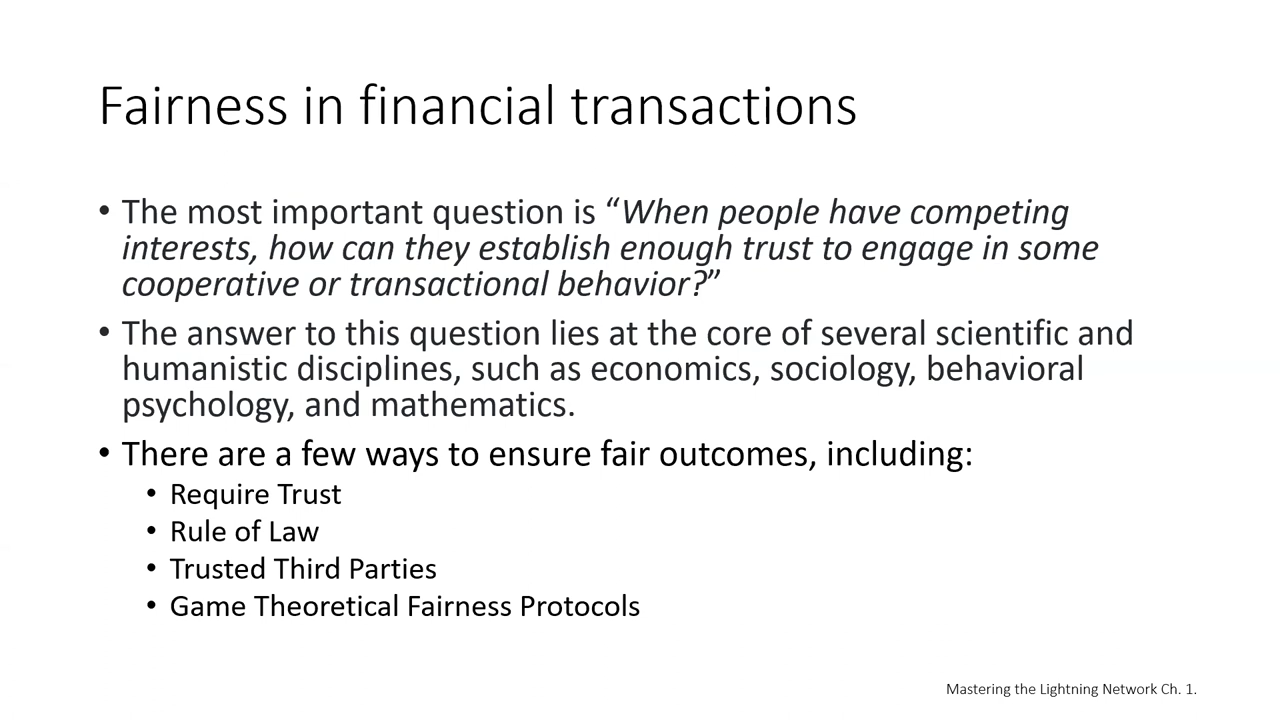 Fairness in financial transactions
• The most important question is “When people have competing
interests, how can they establish enough trust to engage in some
cooperative or transactional behavior?”
• The answer to this question lies at the core of several scientific and
humanistic disciplines, such as economics, sociology, behavioral
psychology, and mathematics.
• There are a few ways to ensure fair outcomes, including:
• Require Trust
• Rule of Law
• Trusted Third Parties
• Game Theoretical Fairness Protocols
Mastering the Lightning Network Ch. 1.